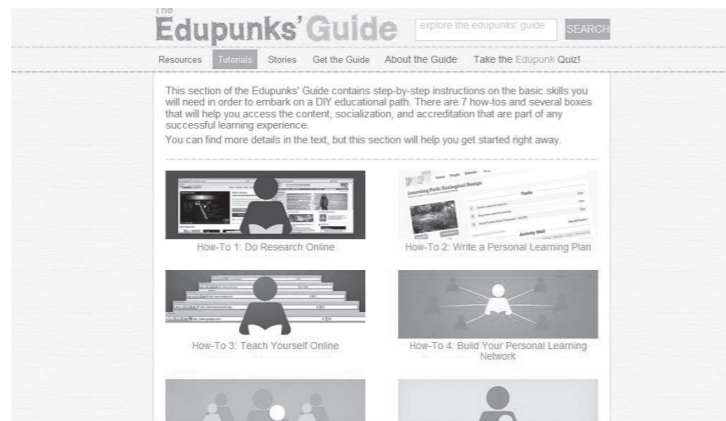 The
Edupunks' Guide
explore the edupunks' guide
SEARCH
Resources Tutorials Stories Get the Guide About the Guide Take the Edupunk Quiz!
This section of the Edupunks' Guide contains step-by-step instructions on the basic skills you
will need in order to embark on a DIY educational path. There are 7 how-tos and several boxes
that will help you access the content, socialization, and accreditation that are part of any
successful learning experience.
You can find more details in the text, but this section will help you get started right away.
Learning Path: Ecological Design
Tasks
Activity Wall
How-To 1: Do Research Online
How-To 2: Write a Personal Learning Plan
How-To 3: Teach Yourself Online
How-To 4: Build Your Personal Learning
Network